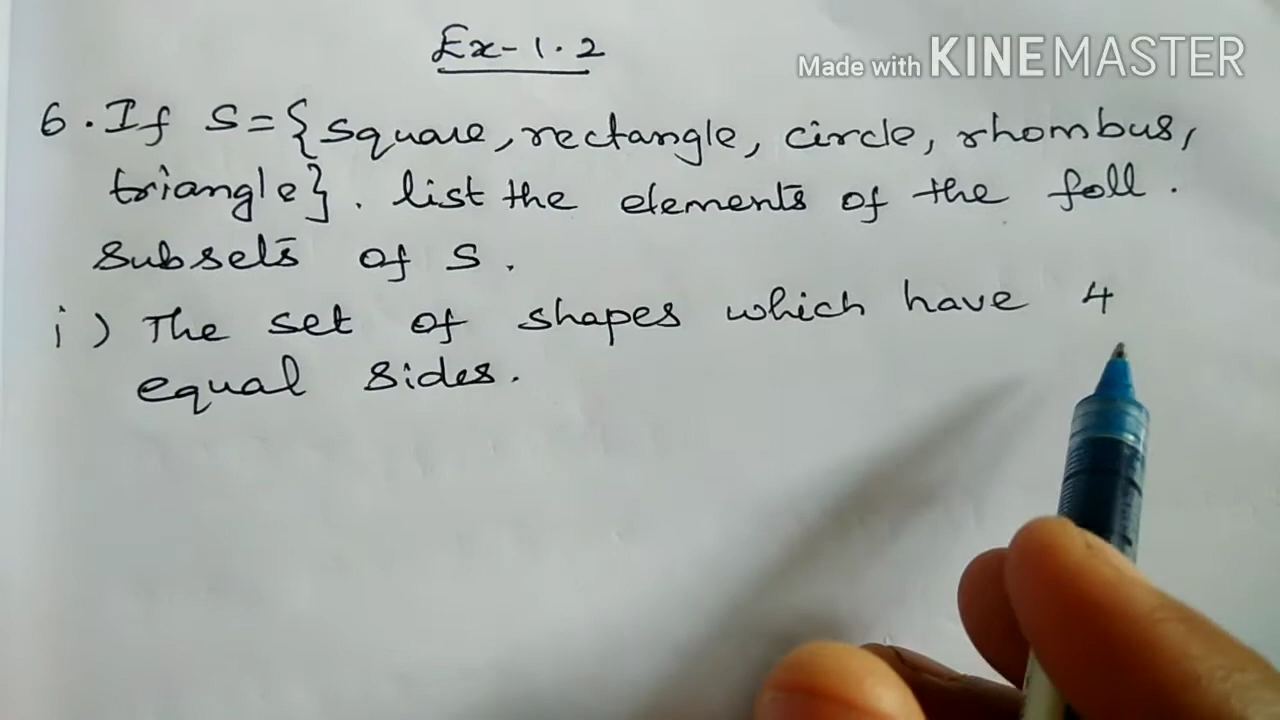 Ex-1.2
Made with KINEMASTER
6. If S={square, rectangle, circle, rhombus,
triangle}. list the elements of the foll.
subsets of S.
i) The set of shapes which have 4
equal sides.